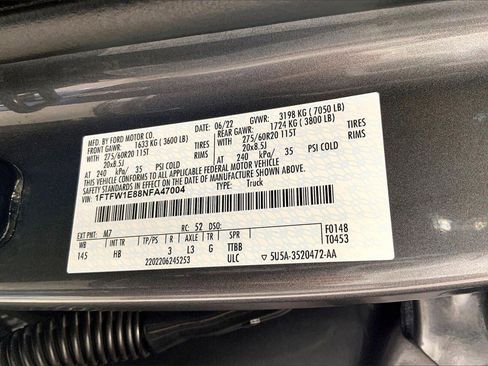 MFD. BY FORD MOTOR CO.
06/22 GVWR: 3198 KG (7050 LB)
FRONT GAWR: 1633 KG (3600 LB)
REAR GAWR: 1724 KG (3800 LB)
WITH 275/60R20 115T TIRES
WITH 275/60R20 115T TIRES
20x8.5J RIMS
20x8.5J RIMS
AT 240 kPa/ 35 PSI COLD
AT 240 kPa/ 35 PSI COLD
THIS VEHICLE CONFORMS TO ALL APPLICABLE FEDERAL MOTOR VEHICLE
SAFETY STANDARDS IN EFFECT ON THE DATE OF MANUFACTURE SHOWN ABOVE.
VIN: 1FTFW1E88NFA47004
TYPE: Truck
F0148
T0453
EXT PNT: M7 RC: 52 DSO:
WB INT TR TP/PS R AXLE TR SPR
145 HB 3 L3 G TTBB
2202206245253 ULC ▽ 5U5A-3520472-AA